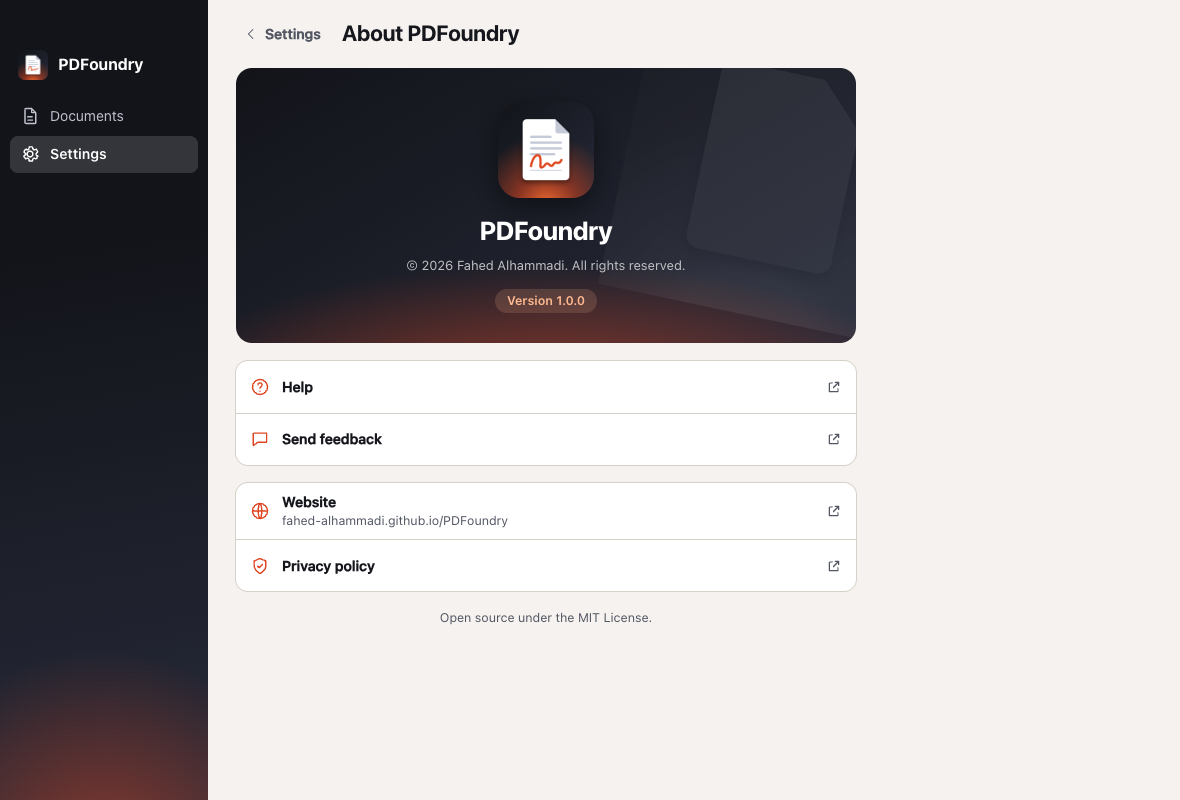 PDFoundry
Documents
Settings
Settings
About PDFoundry
PDFoundry
© 2026 Fahed Alhammadi. All rights reserved.
Version 1.0.0
Help
Send feedback
Website
fahed-alhammadi.github.io/PDFoundry
Privacy policy
Open source under the MIT License.